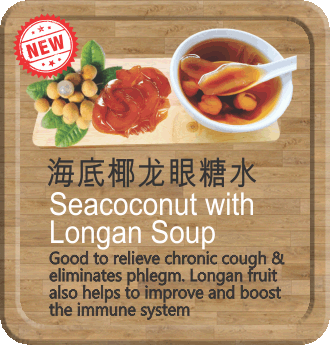 NEW
海底椰龙眼糖水
Seacoconut with
Longan Soup
Good to relieve chronic cough &
eliminates phlegm. Longan fruit
also helps to improve and boost
the immune system